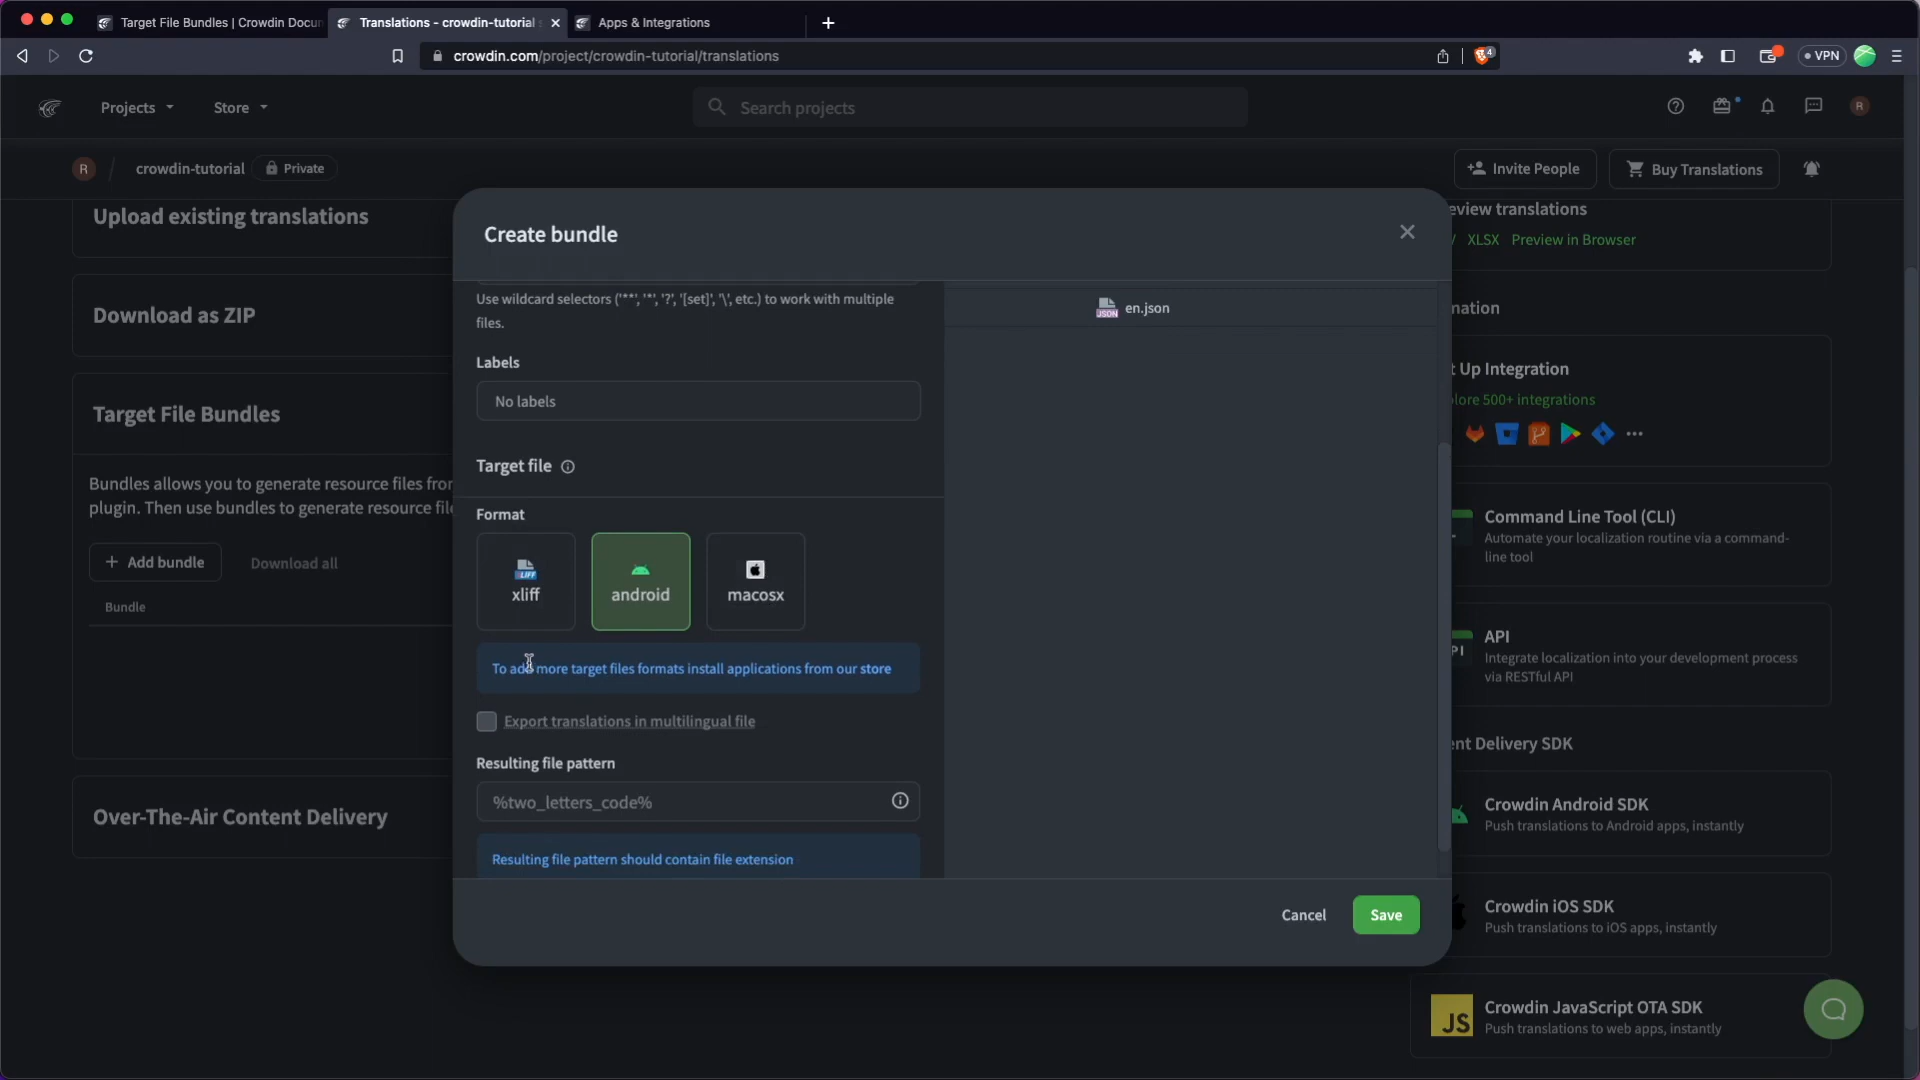 Target File Bundles | Crowdin Docum
Translations - crowdin-tutorial
Apps & Integrations
crowdin.com/project/crowdin-tutorial/translations
4
VPN
Projects
Store
Search projects
R
R / crowdin-tutorial
Private
Invite People
Buy Translations
Upload existing translations
Download as ZIP
Target File Bundles
Bundles allows you to generate resource files fro
plugin. Then use bundles to generate resource fil
+ Add bundle
Download all
Bundle
Over-The-Air Content Delivery
Create bundle
Use wildcard selectors ('**', '*', '?', '[set]', '\', etc.) to work with multiple
files.
Labels
No labels
Target file
Format
LIFF
xliff
android
macosx
To add more target files formats install applications from our store
Export translations in multilingual file
Resulting file pattern
%two_letters_code%
Resulting file pattern should contain file extension
JSON
en.json
Cancel
Save
eview translations
XLSX
Preview in Browser
mation
t Up Integration
lore 500+ integrations
Command Line Tool (CLI)
Automate your localization routine via a command-
line tool
PI
API
Integrate localization into your development process
via RESTful API
ent Delivery SDK
Crowdin Android SDK
Push translations to Android apps, instantly
Crowdin iOS SDK
Push translations to iOS apps, instantly
JS
Crowdin JavaScript OTA SDK
Push translations to web apps, instantly